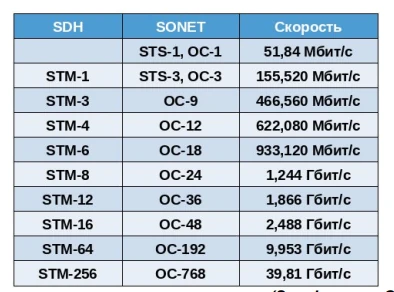 SDH SONET Скорость
STS-1, OC-1 51,84 Мбит/с
STM-1 STS-3, OC-3 155,520 Мбит/с
STM-3 OC-9 466,560 Мбит/с
STM-4 OC-12 622,080 Мбит/с
STM-6 OC-18 933,120 Мбит/с
STM-8 OC-24 1,244 Гбит/с
STM-12 OC-36 1,866 Гбит/с
STM-16 OC-48 2,488 Гбит/с
STM-64 OC-192 9,953 Гбит/с
STM-256 OC-768 39,81 Гбит/с